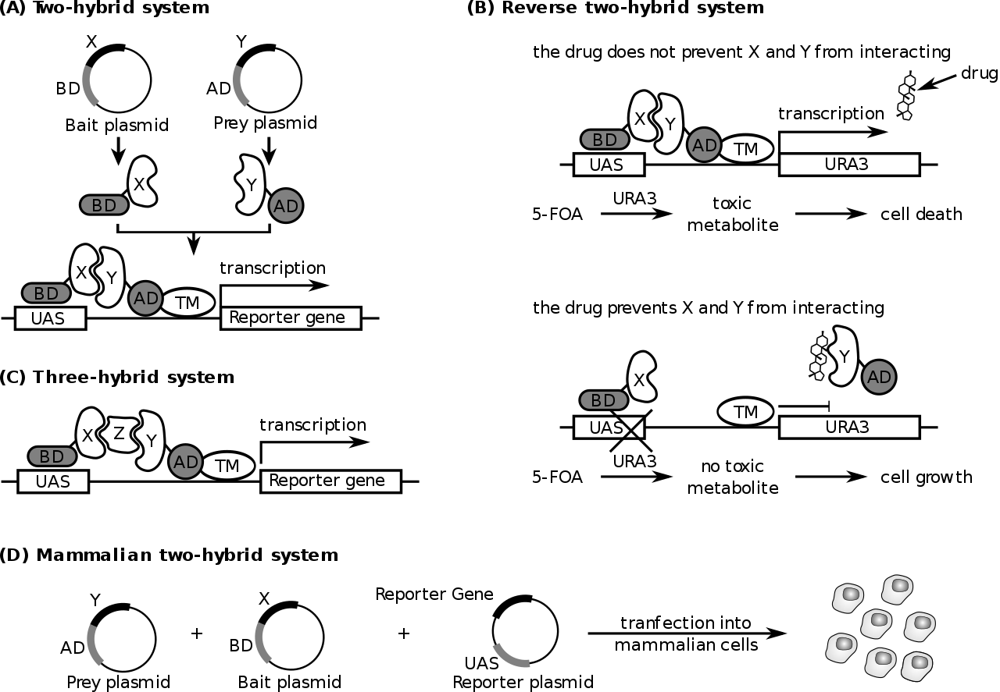 (A) Two-hybrid system
X
BD
Bait plasmid
Y
AD
Prey plasmid
X
BD
Y
AD
X
Y
BD
AD
TM
transcription
UAS
Reporter gene
(B) Reverse two-hybrid system
the drug does not prevent X and Y from interacting
drug
X
Y
BD
AD
TM
transcription
UAS
URA3
5-FOA
URA3
toxic
metabolite
cell death
the drug prevents X and Y from interacting
X
BD
Y
AD
TM
UAS
URA3
5-FOA
URA3
no toxic
metabolite
cell growth
(C) Three-hybrid system
X
Z
Y
BD
AD
TM
transcription
UAS
Reporter gene
(D) Mammalian two-hybrid system
Y
AD
Prey plasmid
+
X
BD
Bait plasmid
+
Reporter Gene
UAS
Reporter plasmid
tranfection into
mammalian cells